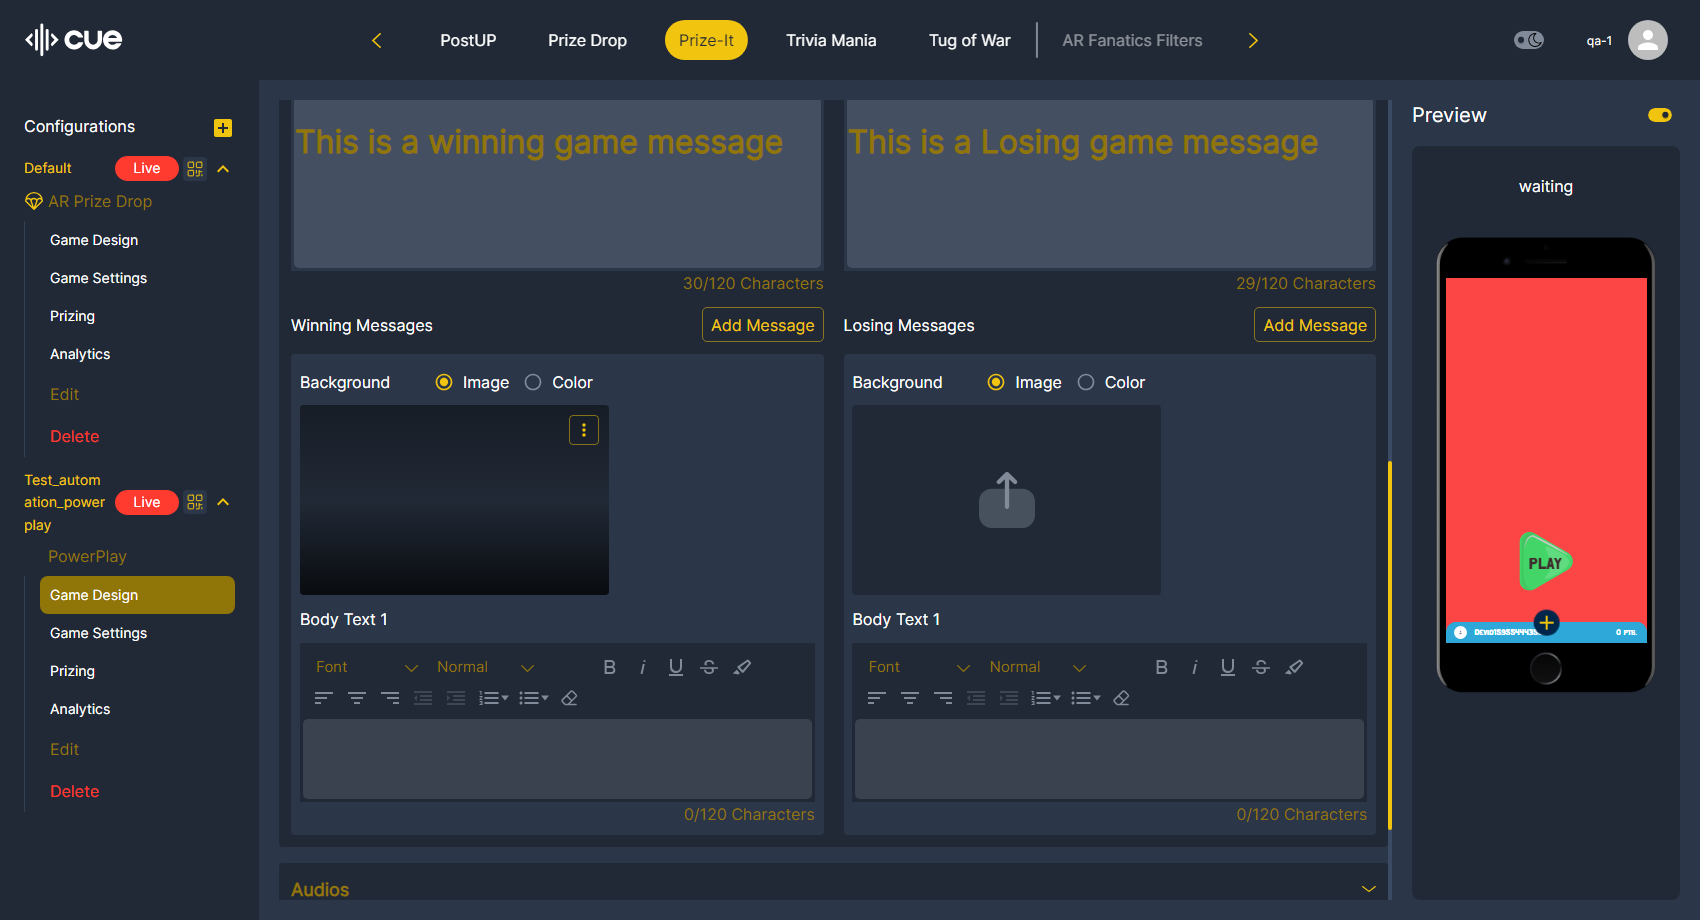 cue
PostUP
Prize Drop
Prize-It
Trivia Mania
Tug of War
AR Fanatics Filters
qa-1
Configurations
Default
Live
AR Prize Drop
Game Design
Game Settings
Prizing
Analytics
Edit
Delete
Test_autom
ation_power
play
Live
PowerPlay
Game Design
Game Settings
Prizing
Analytics
Edit
Delete
This is a winning game message
30/120 Characters
Winning Messages
Add Message
Background
Image
Color
Body Text 1
Font
Normal
B i U S
0/120 Characters
This is a Losing game message
29/120 Characters
Losing Messages
Add Message
Background
Image
Color
Body Text 1
Font
Normal
B i U S
0/120 Characters
Audios
Preview
waiting
PLAY
0 PTS.